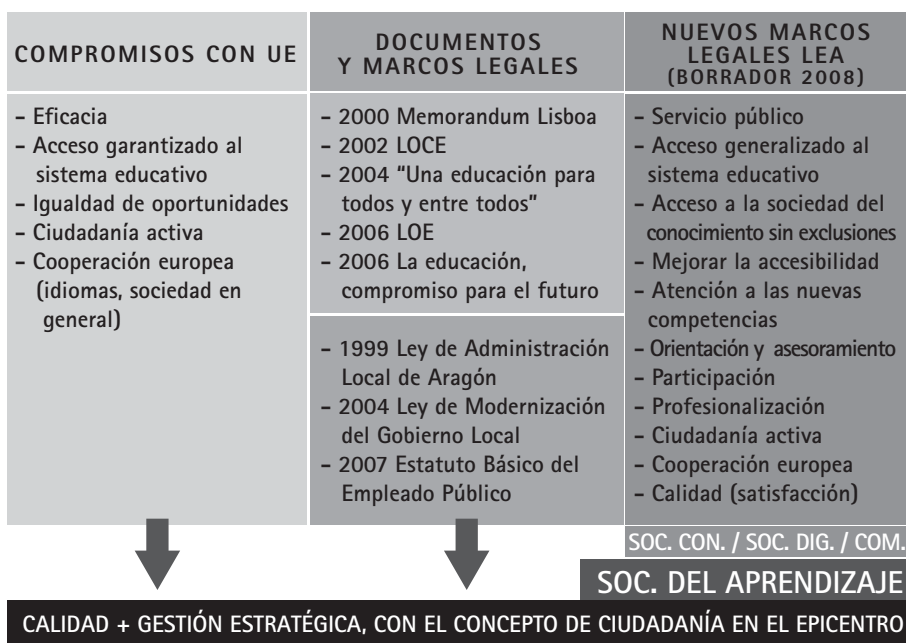 COMPROMISOS CON UE
– Eficacia
– Acceso garantizado al
sistema educativo
– Igualdad de oportunidades
– Ciudadanía activa
– Cooperación europea
(idiomas, sociedad en
general)
DOCUMENTOS
Y MARCOS LEGALES
– 2000 Memorandum Lisboa
– 2002 LOCE
– 2004 “Una educación para
todos y entre todos”
– 2006 LOE
– 2006 La educación,
compromiso para el futuro
– 1999 Ley de Administración
Local de Aragón
– 2004 Ley de Modernización
del Gobierno Local
– 2007 Estatuto Básico del
Empleado Público
NUEVOS MARCOS
LEGALES LEA
(BORRADOR 2008)
– Servicio público
– Acceso generalizado al
sistema educativo
– Acceso a la sociedad del
conocimiento sin exclusiones
– Mejorar la accesibilidad
– Atención a las nuevas
competencias
– Orientación y asesoramiento
– Participación
– Profesionalización
– Ciudadanía activa
– Cooperación europea
– Calidad (satisfacción)
SOC. CON. / SOC. DIG. / COM.
SOC. DEL APRENDIZAJE
CALIDAD + GESTIÓN ESTRATÉGICA, CON EL CONCEPTO DE CIUDADANÍA EN EL EPICENTRO